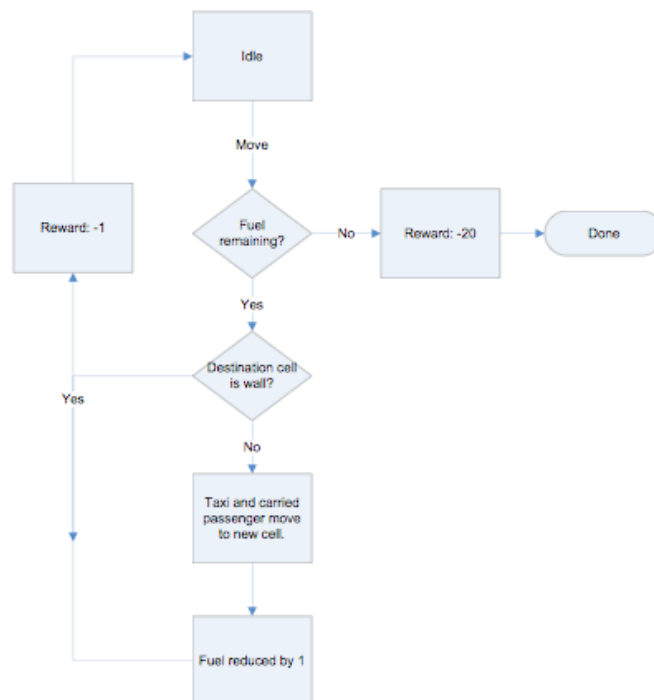 Idle
Move
Reward: -1
Fuel
remaining?
No
Reward: -20
Done
Yes
Destination cell
is wall?
Yes
No
Taxi and carried
passenger move
to new cell.
Fuel reduced by 1